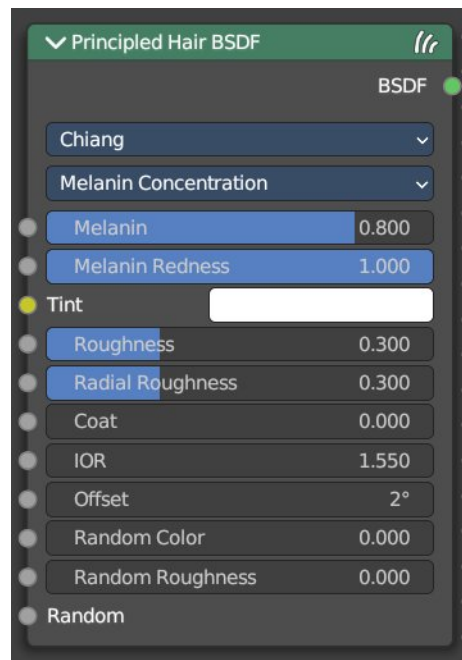 Principled Hair BSDF
BSDF
Chiang
Melanin Concentration
Melanin 0.800
Melanin Redness 1.000
Tint
Roughness 0.300
Radial Roughness 0.300
Coat 0.000
IOR 1.550
Offset 2°
Random Color 0.000
Random Roughness 0.000
Random